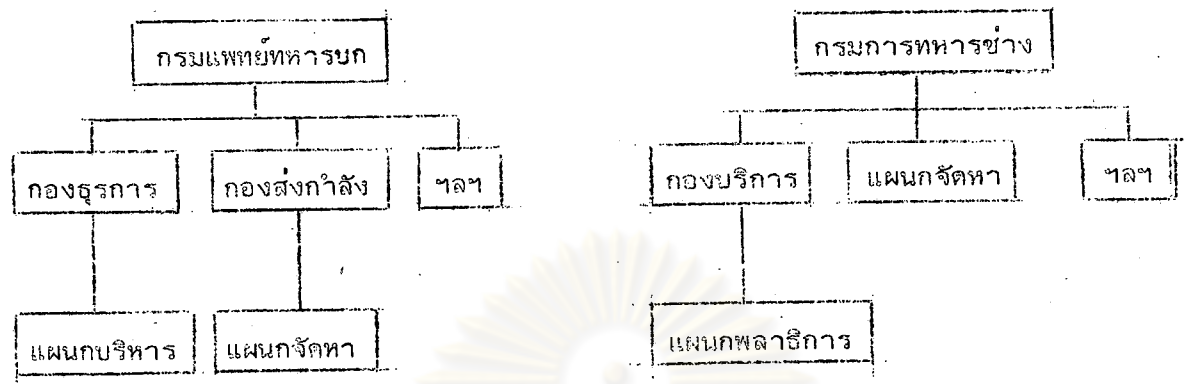 กรมแพทย์ทหารบก
กองธุรการ
กองส่งกำลัง
ฯลฯ
แผนกบริหาร
แผนกจัดหา
กรมการทหารช่าง
กองบริการ
แผนกจัดหา
ฯลฯ
แผนกพลาธิการ